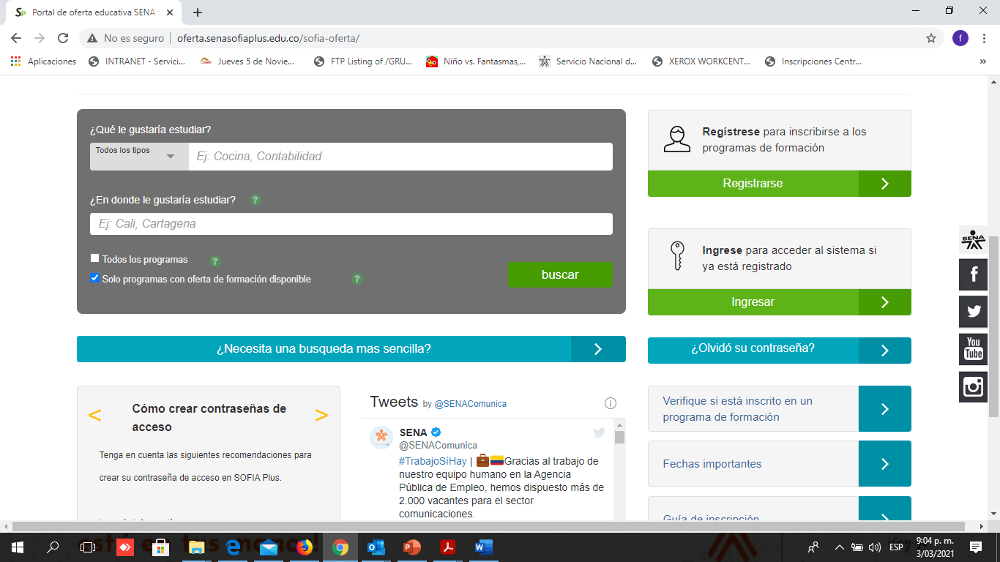 Portal de oferta educativa SENA
No es seguro
oferta.senasofiaplus.edu.co/sofia-oferta/
f
Aplicaciones
INTRANET - Servici...
Jueves 5 de Novie...
FTP Listing of /GRU...
Niño vs. Fantasmas,...
Servicio Nacional d...
XEROX WORKCENT...
Inscripciones Centr...
»
¿Qué le gustaría estudiar?
Todos los tipos
Ej: Cocina, Contabilidad
¿En donde le gustaría estudiar?
?
Ej: Cali, Cartagena
Todos los programas
?
Solo programas con oferta de formación disponible
?
buscar
¿Necesita una busqueda mas sencilla?
Regístrese para inscribirse a los
programas de formación
Registrarse
Ingrese para acceder al sistema si
ya está registrado
Ingresar
¿Olvidó su contraseña?
SENA
You
Tube
<
Cómo crear contraseñas de
acceso
>
Tenga en cuenta las siguientes recomendaciones para
crear su contraseña de acceso en SOFIA Plus.
Tweets by @SENAComunica
SENA
@SENAComunica
#TrabajoSíHay | Gracias al trabajo de
nuestro equipo humano en la Agencia
Pública de Empleo, hemos dispuesto más de
2.000 vacantes para el sector
comunicaciones.
Verifique si está inscrito en un
programa de formación
Fechas importantes
Guía de inscripción
ESP
9:04 p. m.
3/03/2021